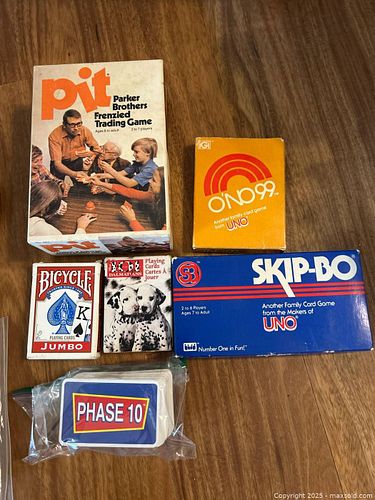 pit
Parker
Brothers
Frenzied
Trading Game
Ages 8 to adult
3 to 7 players
IGI
O'NO 99
Another family card game
from UNO
BICYCLE
K
PLAYING CARDS
JUMBO
DALMATIANS
Playing
Cards
Cartes À
Jouer
SB
SKIP-BO
2 to 6 Players
Ages 7 to Adult
Another Family Card Game
from the Makers of
UNO
Number One in Fun!
PHASE 10
Copyright 2025 - maxsold.com